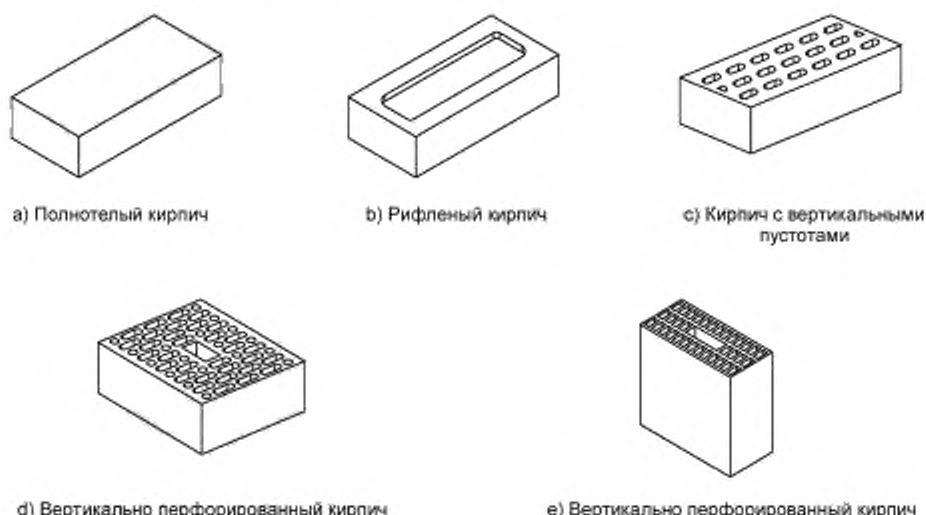 a) Полнотелый кирпич
b) Рифленый кирпич
c) Кирпич с вертикальными
пустотами
d) Вертикально перфорированный кирпич
e) Вертикально перфорированный кирпич